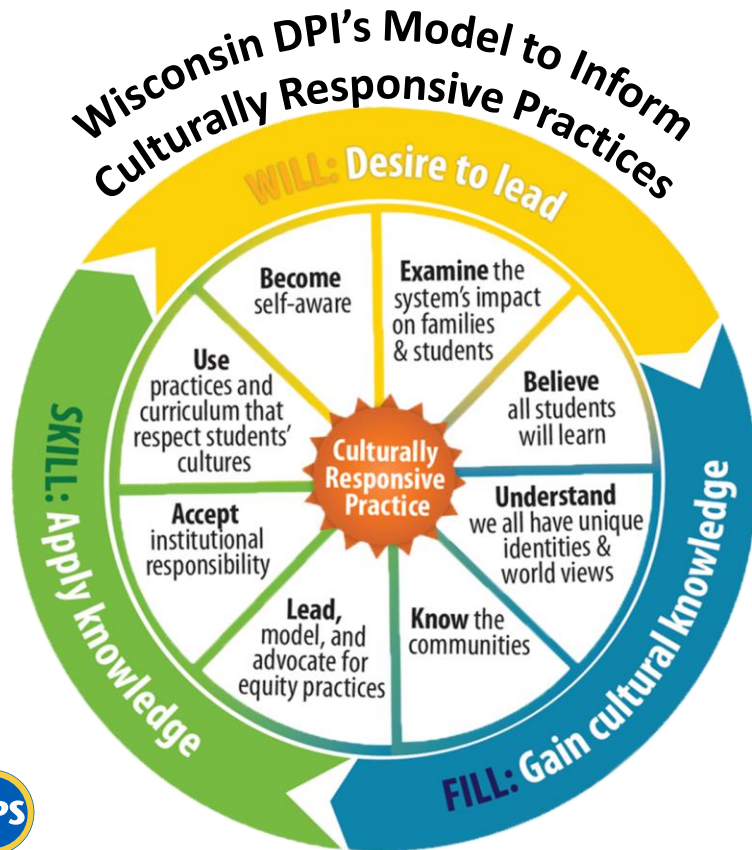 Wisconsin DPI's Model to Inform
Culturally Responsive Practices
WILL: Desire to lead
Become
self-aware
Examine the
system's impact
on families
& students
Believe
all students
will learn
Understand
we all have unique
identities &
world views
Know the
communities
Lead,
model, and
advocate for
equity practices
Accept
institutional
responsibility
Use
practices and
curriculum that
respect students'
cultures
Culturally
Responsive
Practice
FILL: Gain cultural knowledge
SKILL: Apply knowledge